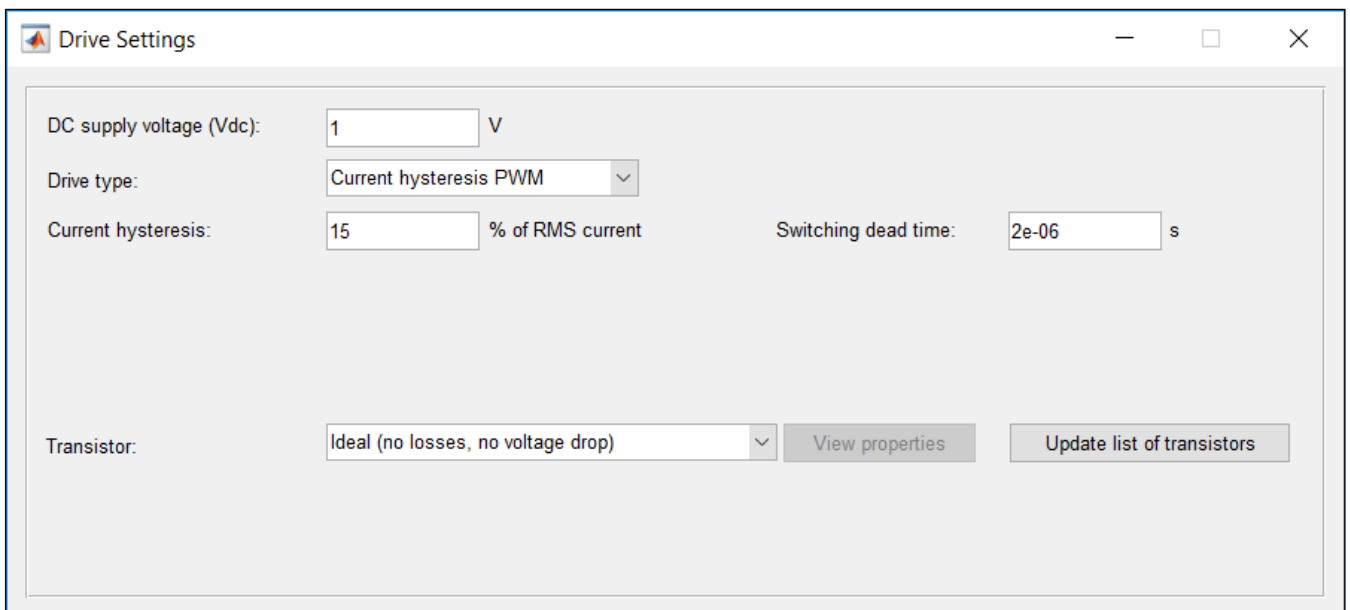 Drive Settings
DC supply voltage (Vdc): 1 V
Drive type: Current hysteresis PWM
Current hysteresis: 15 % of RMS current Switching dead time: 2e-06 s
Transistor: Ideal (no losses, no voltage drop) View properties Update list of transistors